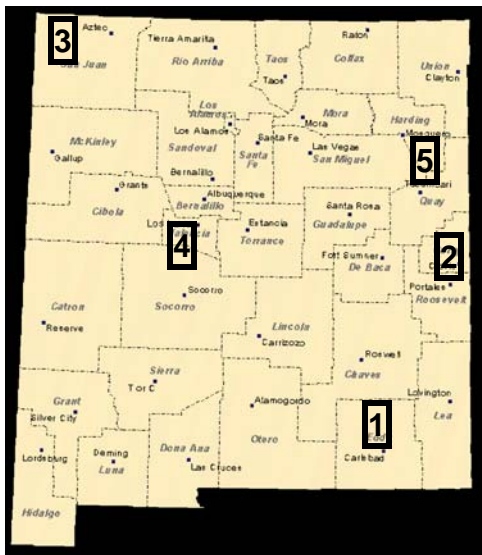 3
Aztec
San Juan
Tierra Amarilla
Rio Arriba
Taos
Taos
Raton
Colfax
Union
Clayton
Los
Alamos
Los Alamos
Mora
Mora
Harding
Mosquero
McKinley
Gallup
Sandoval
Santa Fe
Santa
Fe
Las Vegas
San Miguel
5
Bernalillo
Grants
Cibola
Albuquerque
Bernalillo
Quay
Santa Rosa
Guadalupe
Los
4
Estancia
Torrance
2
Fort Sumner
De Baca
Portales
Roosevelt
Socorro
Socorro
Catron
Reserve
Lincoln
Carrizozo
Roswell
Chaves
Sierra
T or C
Grant
Silver City
Alamogordo
Otero
1
Lovington
Lea
Carlsbad
Lordsburg
Deming
Luna
Dona Ana
Las Cruces
Hidalgo